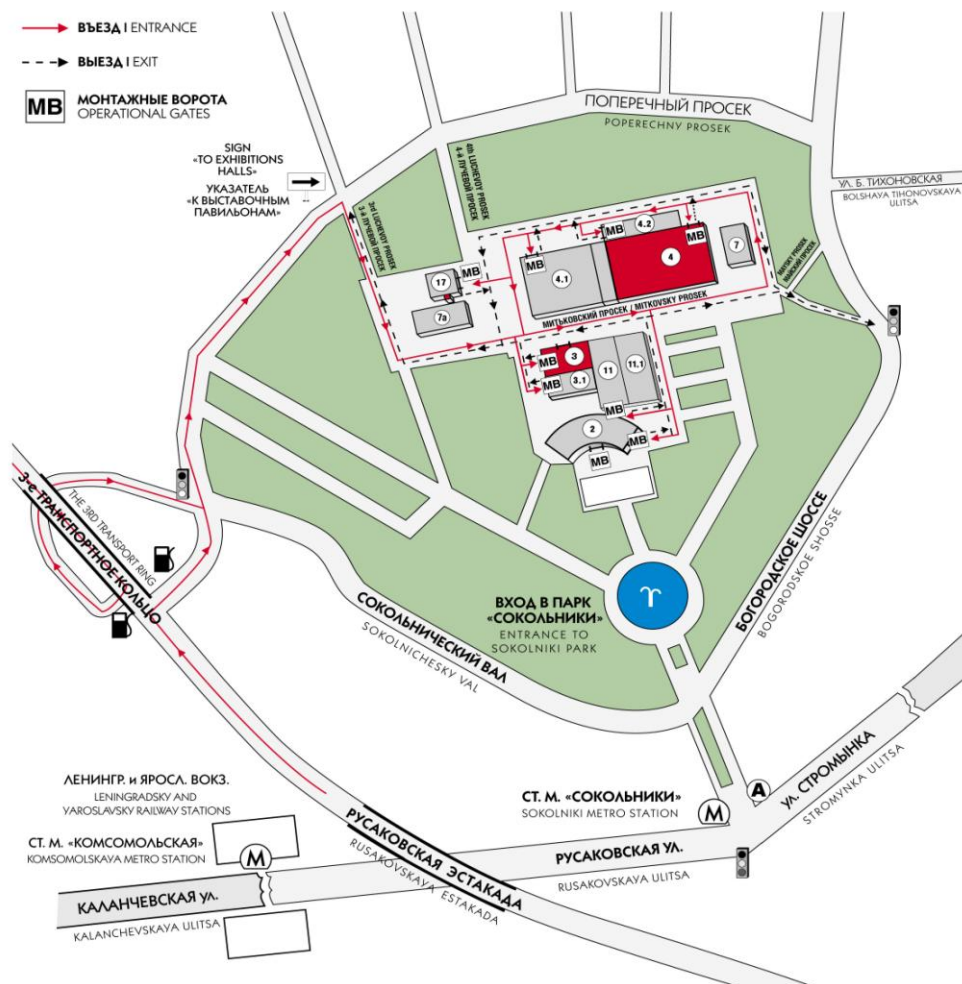 ВЪЕЗД | ENTRANCE
ВЫЕЗД | EXIT
МВ
МОНТАЖНЫЕ ВОРОТА
OPERATIONAL GATES
ПОПЕРЕЧНЫЙ ПРОСЕК
POPERECHNY PROSEK
SIGN
«TO EXHIBITIONS
HALLS»
УКАЗАТЕЛЬ
«К ВЫСТАВОЧНЫМ
ПАВИЛЬОНАМ»
4th LUCHEVOY PROSEK
4-й ЛУЧЕВОЙ ПРОСЕК
3rd LUCHEVOY PROSEK
3-й ЛУЧЕВОЙ ПРОСЕК
УЛ. Б. ТИХОНОВСКАЯ
BOLSHAYA TIHONOVSKAYA
ULITSA
MAYSKY PROSEK
МАЙСКИЙ ПРОСЕК
4.2
МВ
МВ
4
7
МВ
4.1
17
МВ
7а
МИТЬКОВСКИЙ ПРОСЕК | MITKOVSKY PROSEK
МВ
3
МВ
3.1
11
11.1
МВ
2
МВ
МВ
3-е ТРАНСПОРТНОЕ КОЛЬЦО
THE 3RD TRANSPORT RING
ВХОД В ПАРК
«СОКОЛЬНИКИ»
ENTRANCE TO
SOKOLNIKI PARK
БОГОРОДСКОЕ ШОССЕ
BOGORODSKOE SHOSSE
СОКОЛЬНИЧЕСКИЙ ВАЛ
SOKOLNICHESKY VAL
УЛ. СТРОМЫНКА
STROMYNKA ULITSA
ЛЕНИНГР. и ЯРОСЛ. ВОКЗ.
LENINGRADSKY AND
YAROSLAVSKY RAILWAY STATIONS
СТ. М. «КОМСОМОЛЬСКАЯ»
KOMSOMOLSKAYA METRO STATION
М
СТ. М. «СОКОЛЬНИКИ»
SOKOLNIKI METRO STATION
М
А
РУСАКОВСКАЯ ЭСТАКАДА
RUSAKOVSKAYA ESTAKADA
РУСАКОВСКАЯ УЛ.
RUSAKOVSKAYA ULITSA
КАЛАНЧЕВСКАЯ ул.
KALANCHEVSKAYA ULITSA